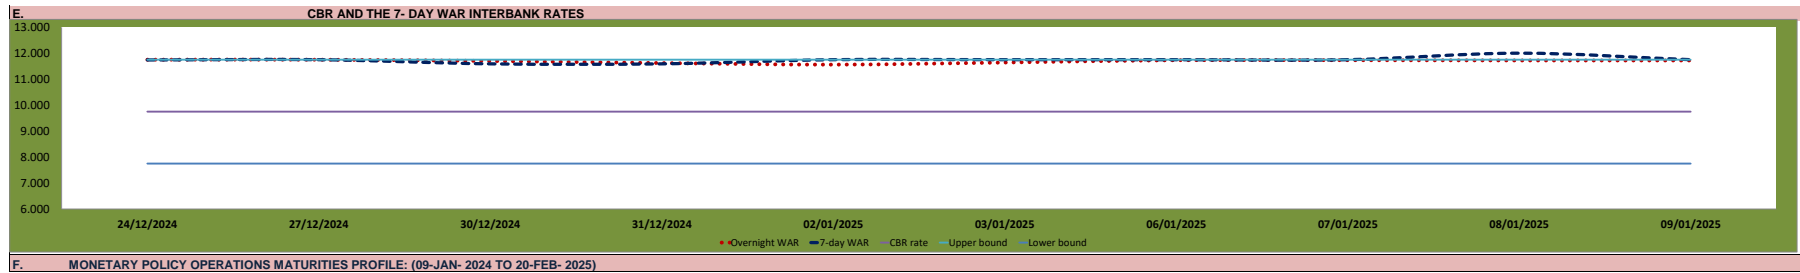 E. CBR AND THE 7- DAY WAR INTERBANK RATES
13.000
12.000
11.000
10.000
9.000
8.000
7.000
6.000
24/12/2024 27/12/2024 30/12/2024 31/12/2024 02/01/2025 03/01/2025 06/01/2025 07/01/2025 08/01/2025 09/01/2025
Overnight WAR 7-day WAR CBR rate Upper bound Lower bound
F. MONETARY POLICY OPERATIONS MATURITIES PROFILE: (09-JAN- 2024 TO 20-FEB- 2025)